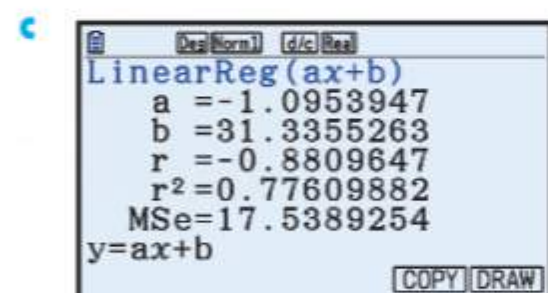 c
Deg Norm1 d/c Real
LinearReg(ax+b)
a =-1.0953947
b =31.3355263
r =-0.8809647
r²=0.77609882
MSe=17.5389254
y=ax+b
COPY DRAW